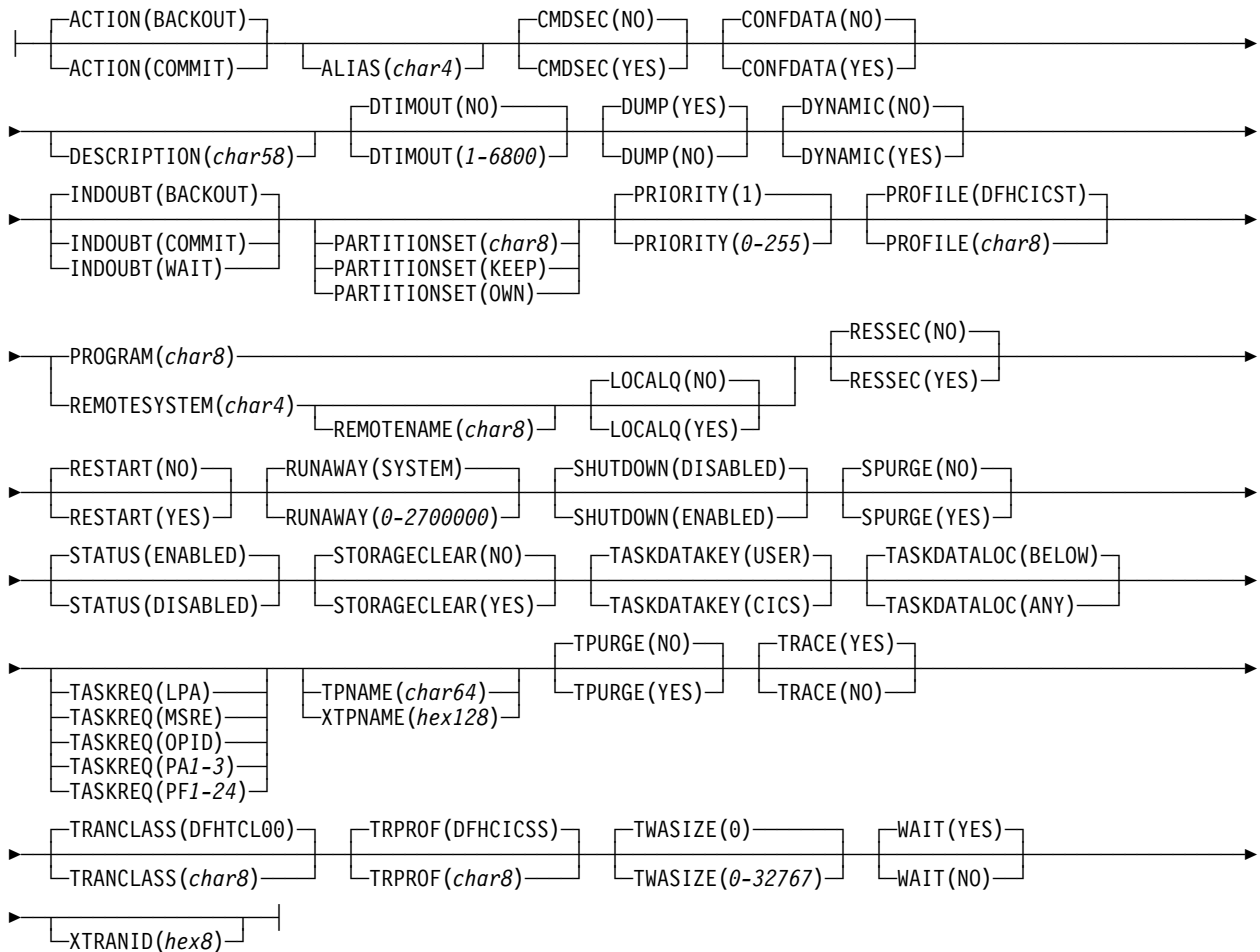 ACTION(BACKOUT) CMDSEC(NO) CONFDATA(NO)
ACTION(COMMIT) ALIAS(char4) CMDSEC(YES) CONFDATA(YES)
DTIMOUT(NO) DUMP(YES) DYNAMIC(NO)
DESCRIPTION(char58) DTIMOUT(1-6800) DUMP(NO) DYNAMIC(YES)
INDOUBT(BACKOUT) PRIORITY(1) PROFILE(DFHCICST)
INDOUBT(COMMIT) PARTITIONSET(char8) PRIORITY(0-255) PROFILE(char8)
INDOUBT(WAIT) PARTITIONSET(KEEP)
PARTITIONSET(OWN)
RESSEC(NO)
PROGRAM(char8) RESSEC(YES)
LOCALQ(NO)
REMOTESYSTEM(char4) LOCALQ(YES)
REMOTENAME(char8)
RESTART(NO) RUNAWAY(SYSTEM) SHUTDOWN(DISABLED) SPURGE(NO)
RESTART(YES) RUNAWAY(0-2700000) SHUTDOWN(ENABLED) SPURGE(YES)
STATUS(ENABLED) STORAGECLEAR(NO) TASKDATAKEY(USER) TASKDATALOC(BELOW)
STATUS(DISABLED) STORAGECLEAR(YES) TASKDATAKEY(CICS) TASKDATALOC(ANY)
TPURGE(NO) TRACE(YES)
TASKREQ(LPA) TPNAME(char64) TPURGE(YES) TRACE(NO)
TASKREQ(MSRE) XTPNAME(hex128)
TASKREQ(OPID)
TASKREQ(PA1-3)
TASKREQ(PF1-24)
TRANCLASS(DFHTCL00) TRPROF(DFHCICSS) TWASIZE(0) WAIT(YES)
TRANCLASS(char8) TRPROF(char8) TWASIZE(0-32767) WAIT(NO)
XTRANID(hex8)